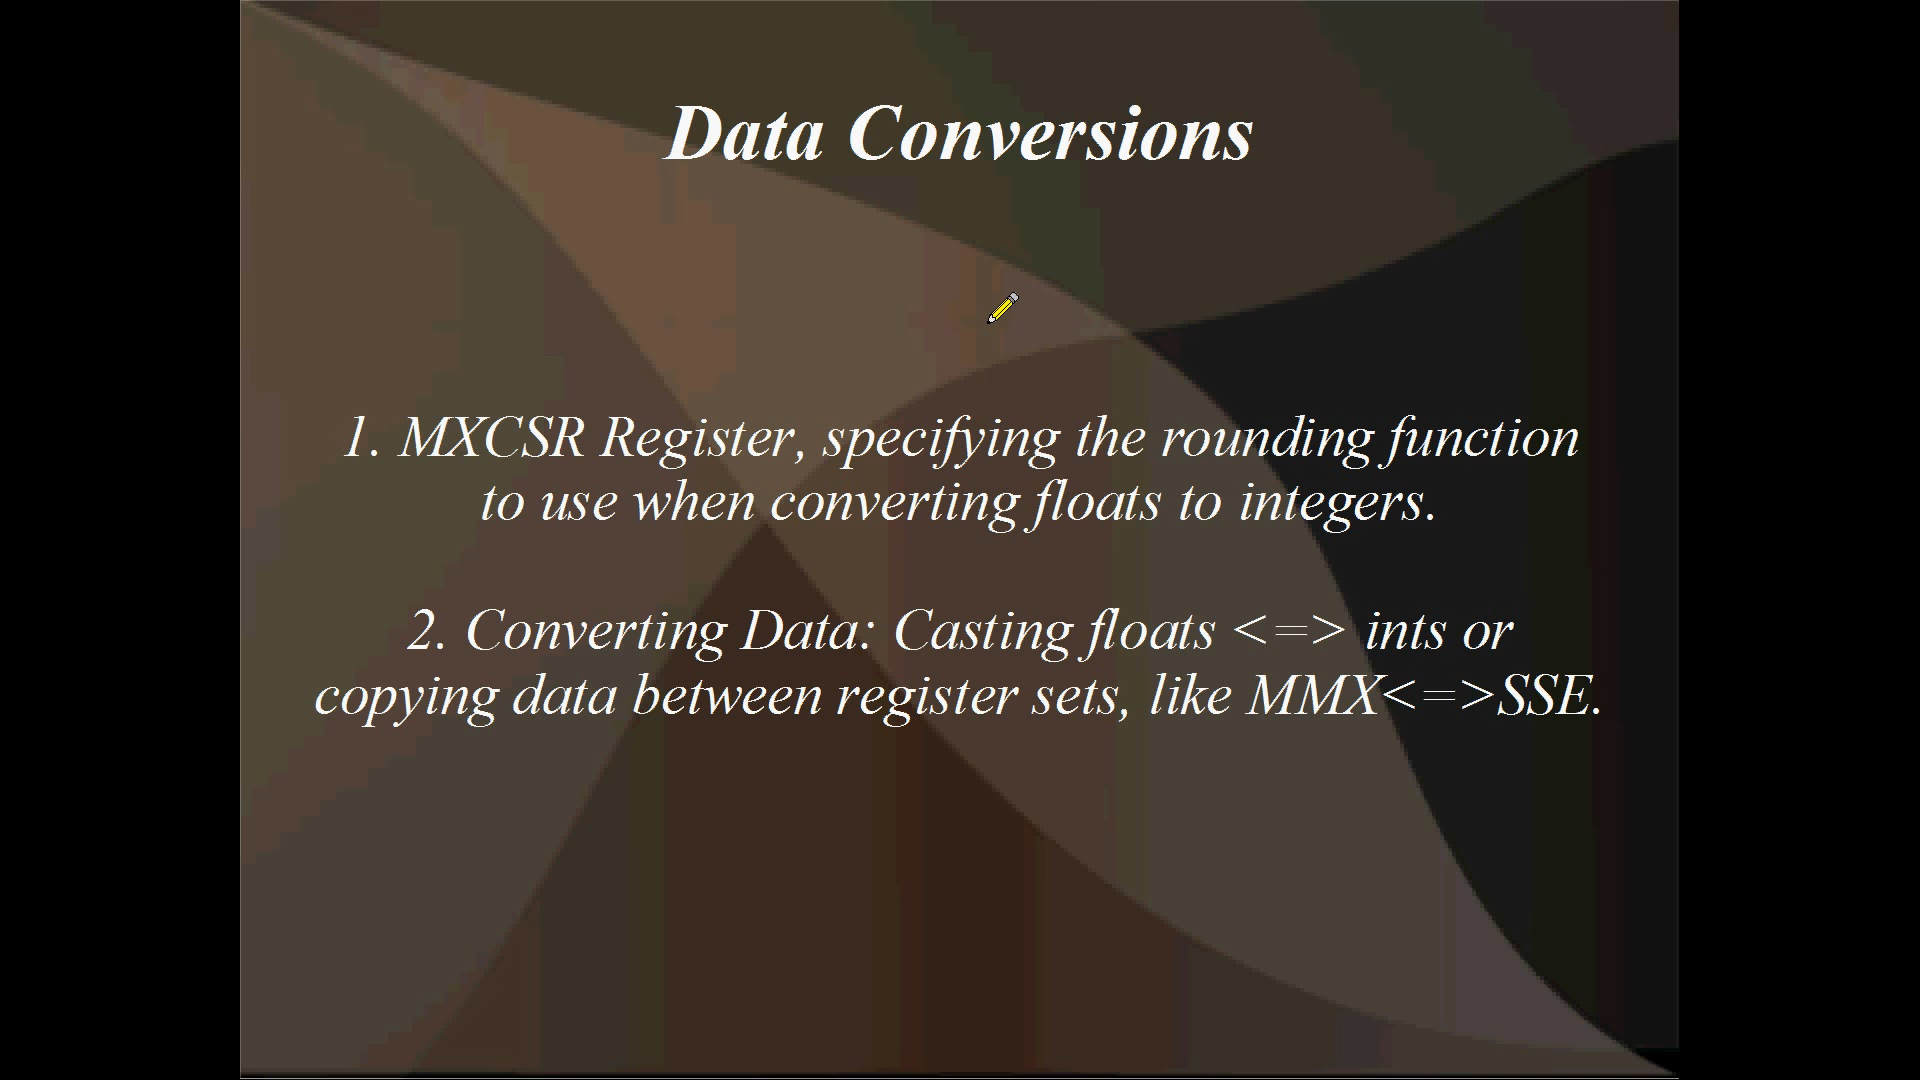 Data Conversions
1. MXCSR Register, specifying the rounding function
to use when converting floats to integers.
2. Converting Data: Casting floats <=> ints or
copying data between register sets, like MMX<=>SSE.